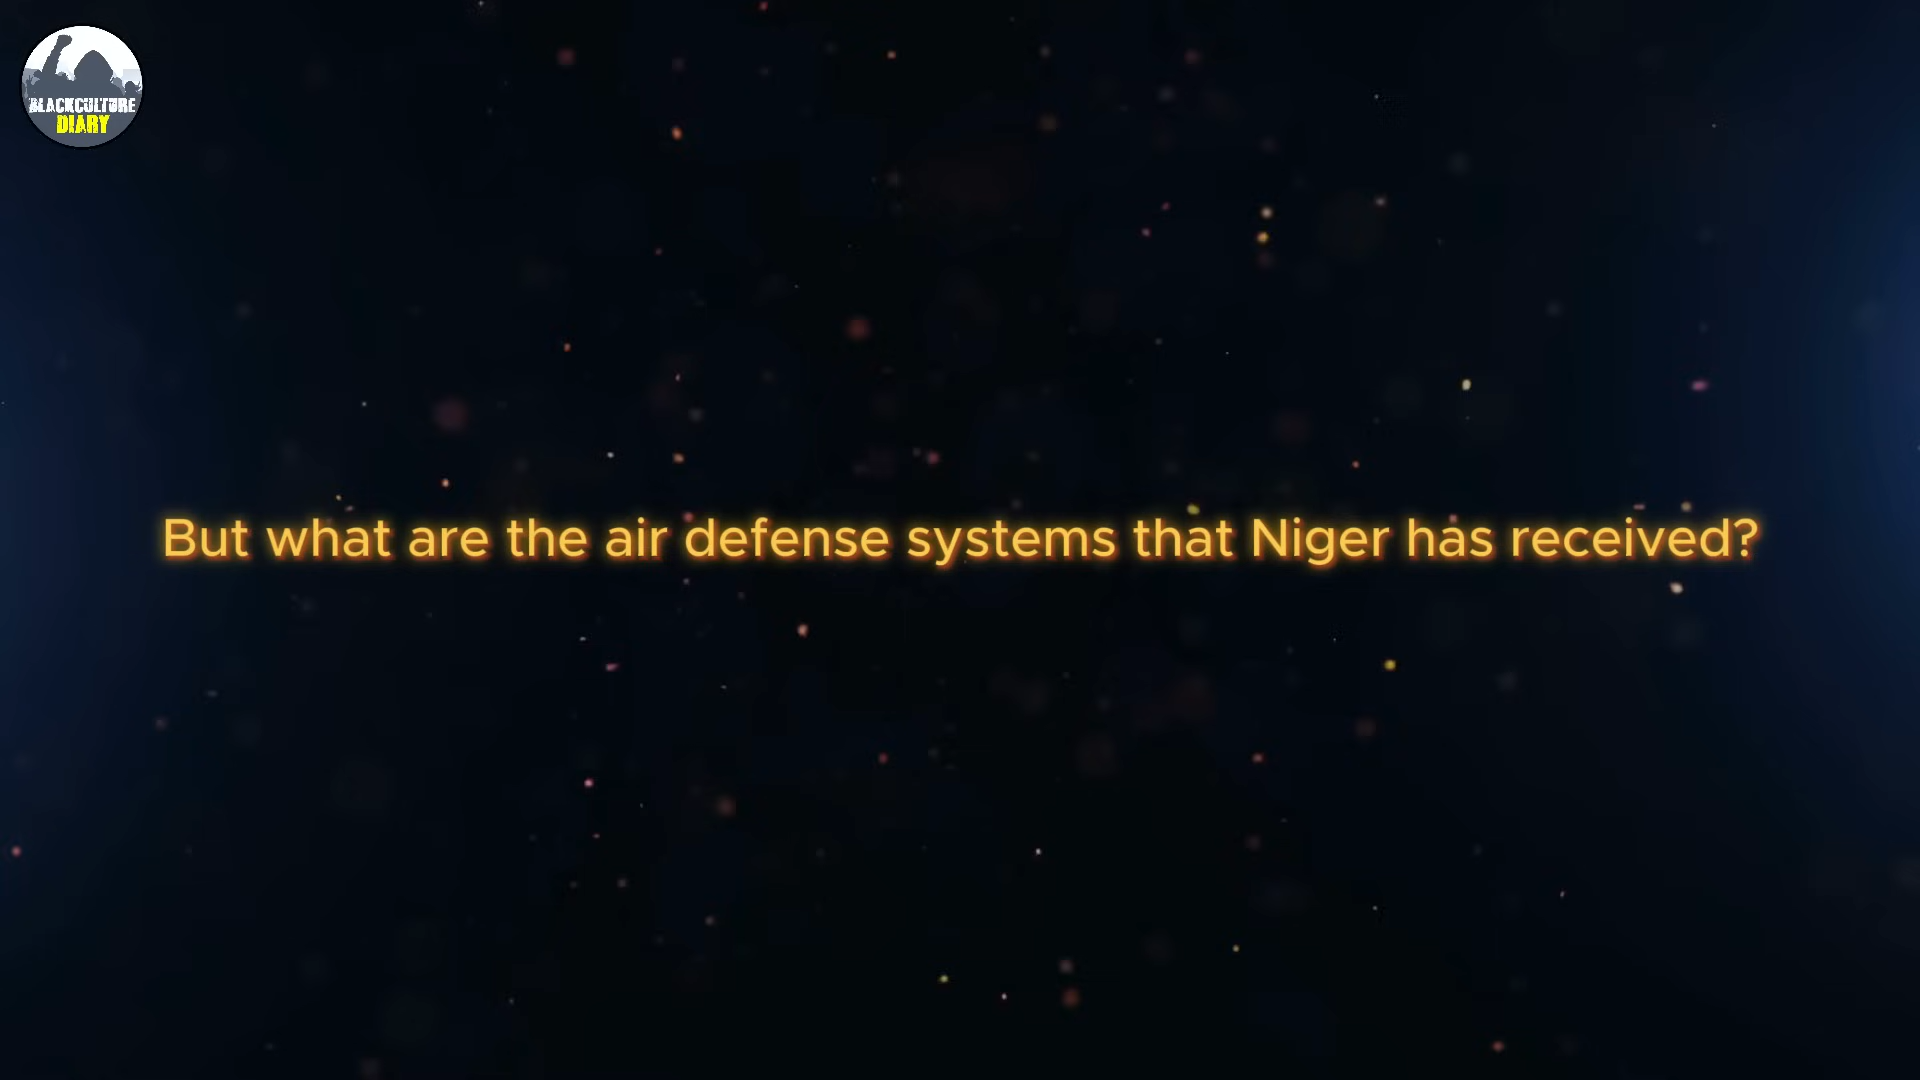 BLACKCULTURE
DIARY
But what are the air defense systems that Niger has received?